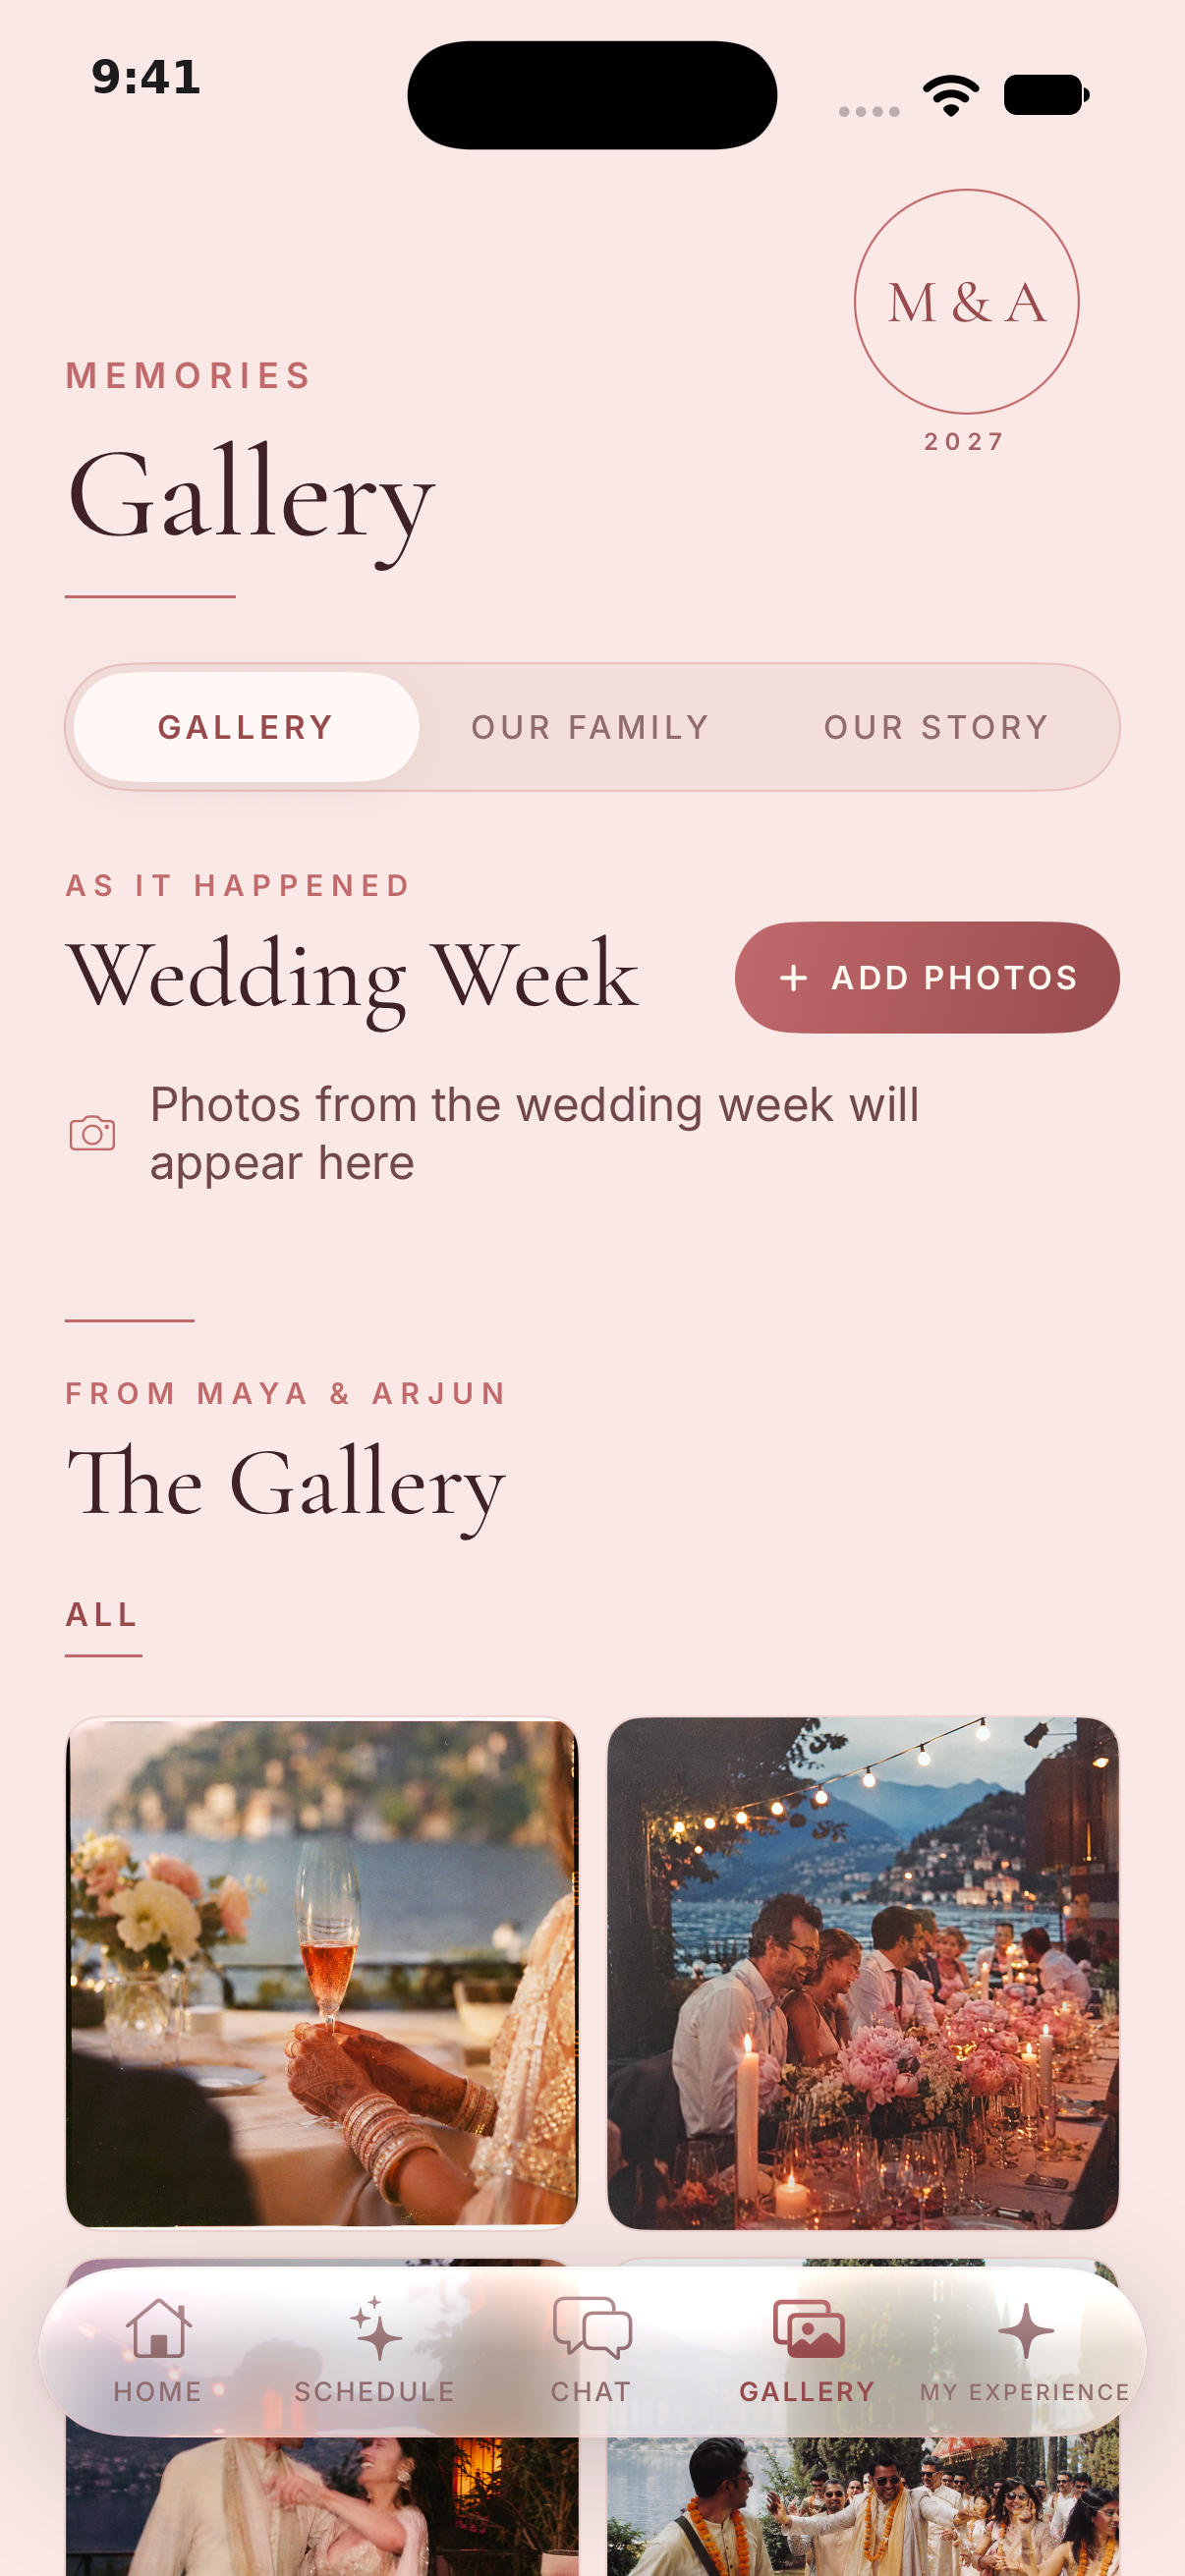 9:41
M & A
2027
MEMORIES
Gallery
GALLERY
OUR FAMILY
OUR STORY
AS IT HAPPENED
Wedding Week
+ ADD PHOTOS
Photos from the wedding week will
appear here
FROM MAYA & ARJUN
The Gallery
ALL
HOME
SCHEDULE
CHAT
GALLERY
MY EXPERIENCE